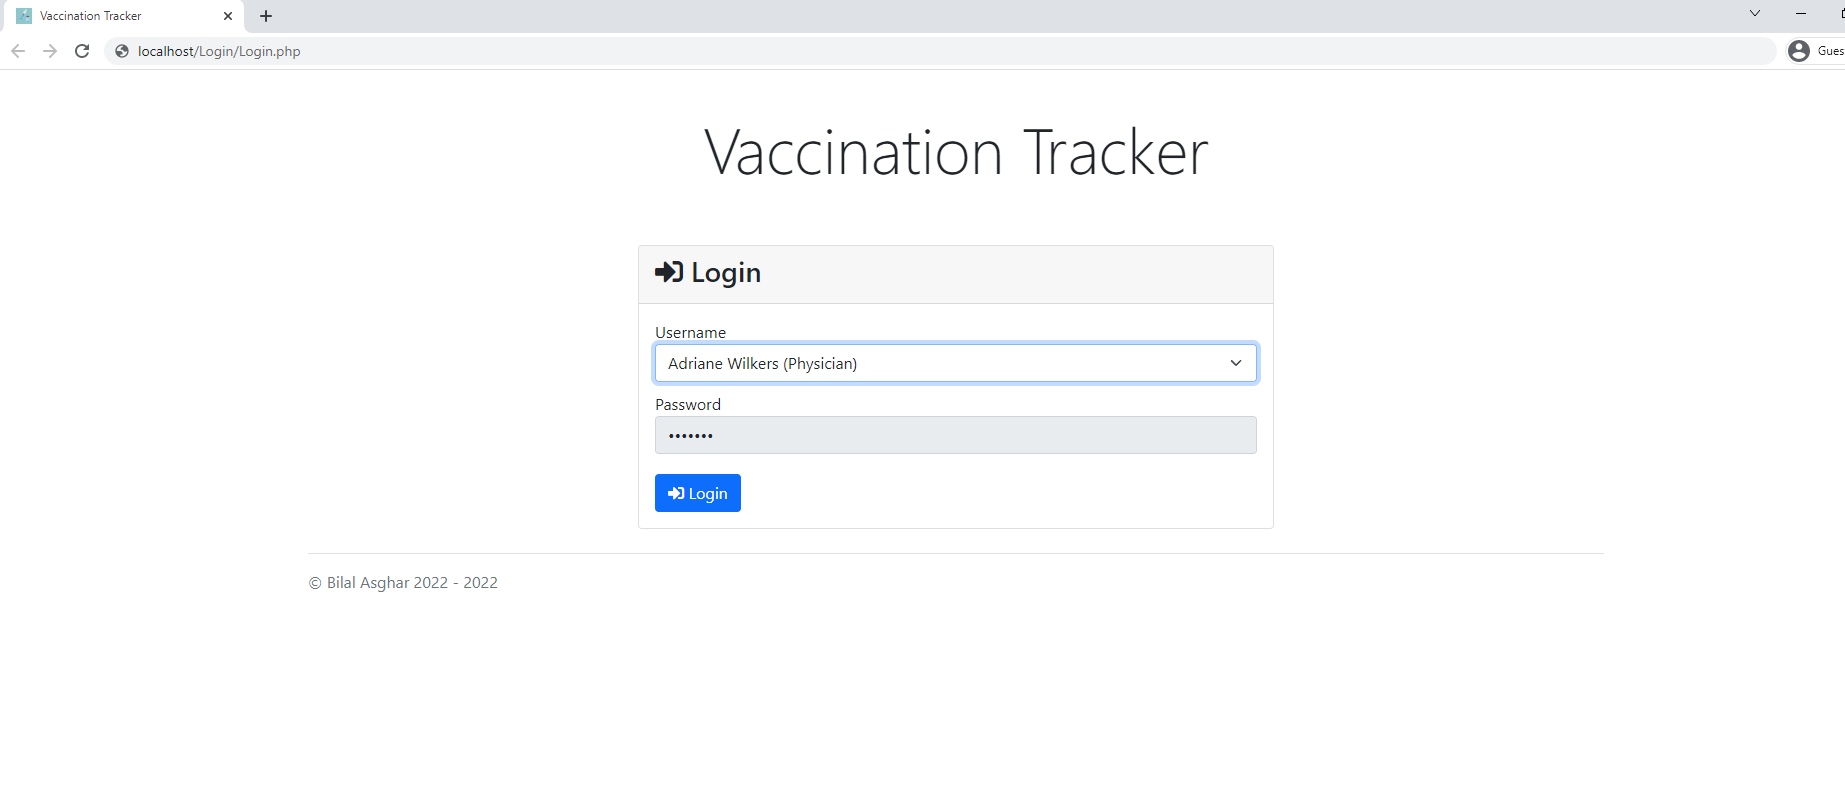 Vaccination Tracker
localhost/Login/Login.php
Vaccination Tracker
Login
Username
Adriane Wilkers (Physician)
Password
•••••••
Login
© Bilal Asghar 2022 - 2022